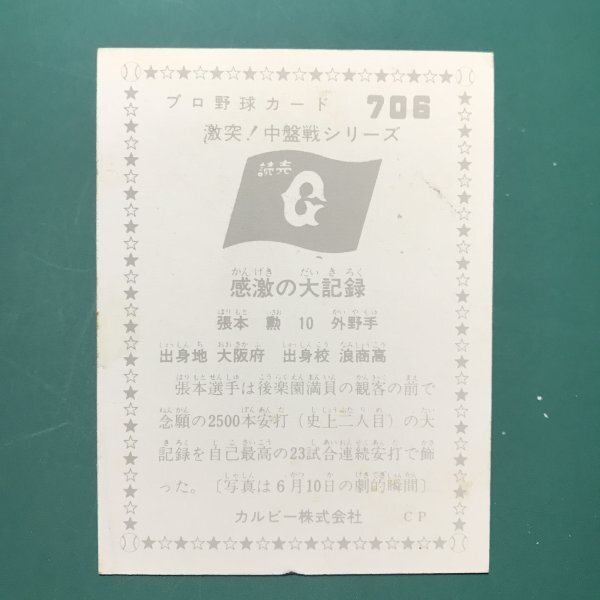 プロ野球カード 706
激突！中盤戦シリーズ
読売
G
感激の大記録
張本 勲 10 外野手
出身地 大阪府 出身校 浪商高
張本選手は後楽園満員の観客の前で
念願の2500本安打（史上二人目）の大
記録を自己最高の23試合連続安打で飾
った。〔写真は6月10日の劇的瞬間〕
カルビー株式会社 CP